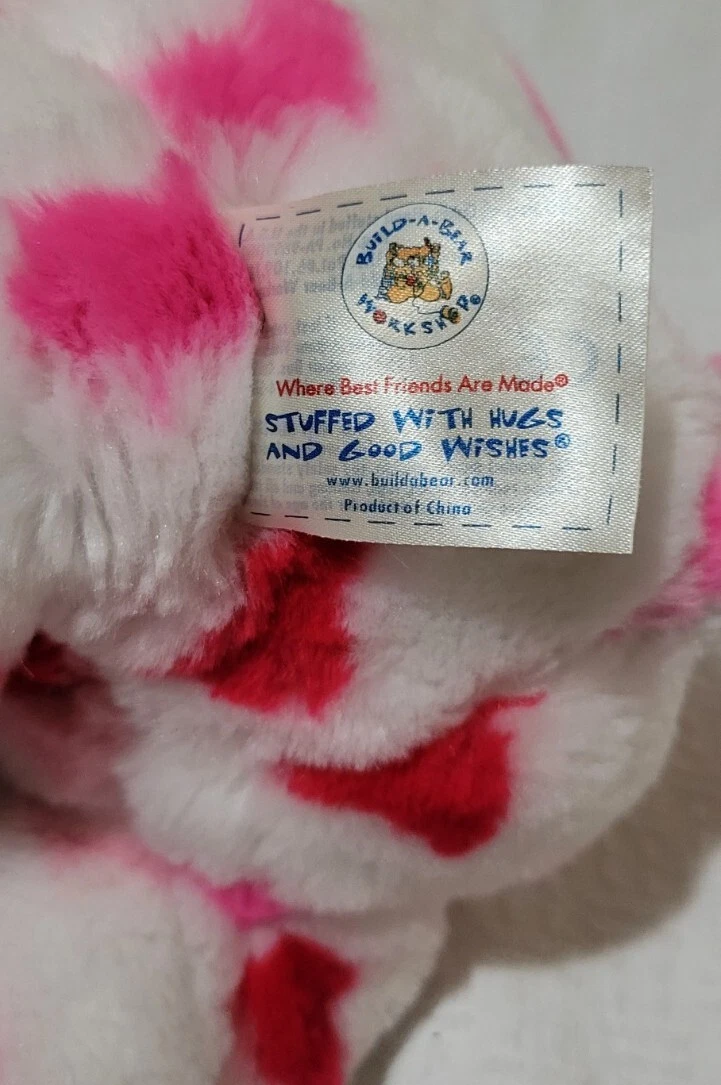 BUILD-A-BEAR
WORKSHOP®
Where Best Friends Are Made®
STUFFED WiTH HUGS
AND GOOD WiSHES®
www.buildabear.com
Product of China